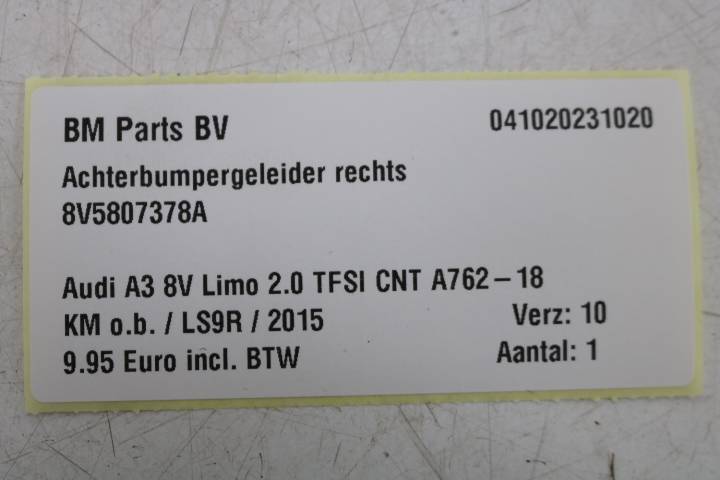 BM Parts BV 041020231020
Achterbumpergeleider rechts
8V5807378A
Audi A3 8V Limo 2.0 TFSI CNT A762-18
KM o.b. / LS9R / 2015 Verz: 10
9.95 Euro incl. BTW Aantal: 1